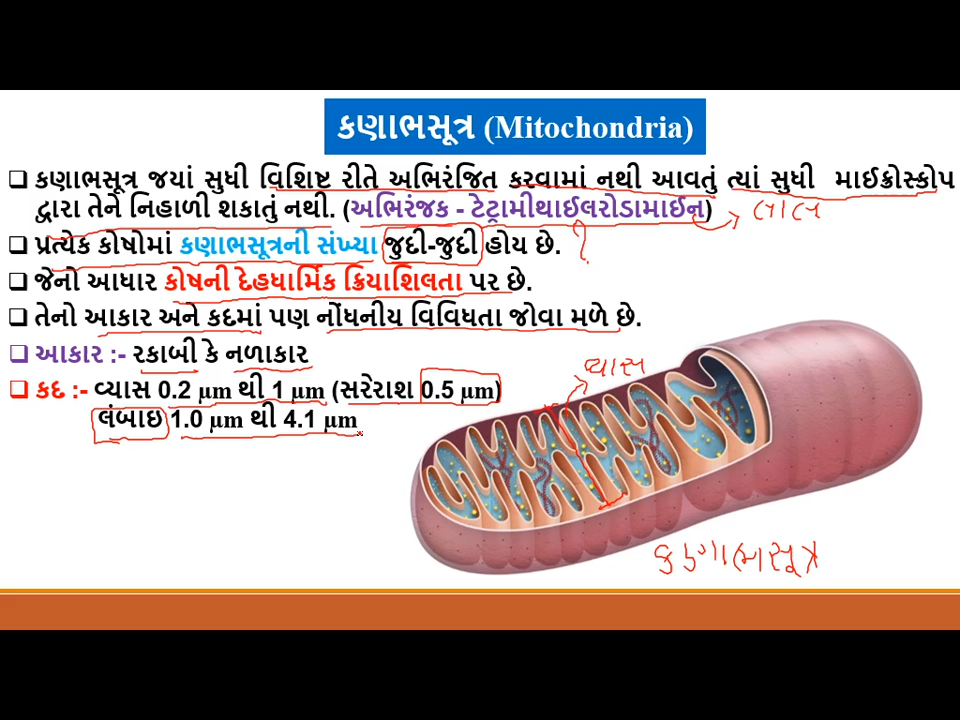 કણાભસૂત્ર (Mitochondria)
❑ કણાભસૂત્ર જયાં સુધી વિશિષ્ટ રીતે અભિરંજિત કરવામાં નથી આવતું ત્યાં સુધી માઈક્રોસ્કોપ
દ્વારા તેને નિહાળી શકાતું નથી. (અભિરંજક - ટેટ્રામીથાઈલરોડામાઈન)
લાલ
❑ પ્રત્યેક કોષોમાં કણાભસૂત્રની સંખ્યા જુદી-જુદી હોય છે.
❑ જેનો આધાર કોષની દેહધાર્મિક ક્રિયાશિલતા પર છે.
❑ તેનો આકાર અને કદમાં પણ નોંધનીય વિવિધતા જોવા મળે છે.
❑ આકાર :- રકાબી કે નળાકાર
વ્યાસ
❑ કદ :- વ્યાસ 0.2 µm થી 1 µm (સરેરાશ 0.5 µm)
લંબાઇ 1.0 µm થી 4.1 µm
કણાભસૂત્ર